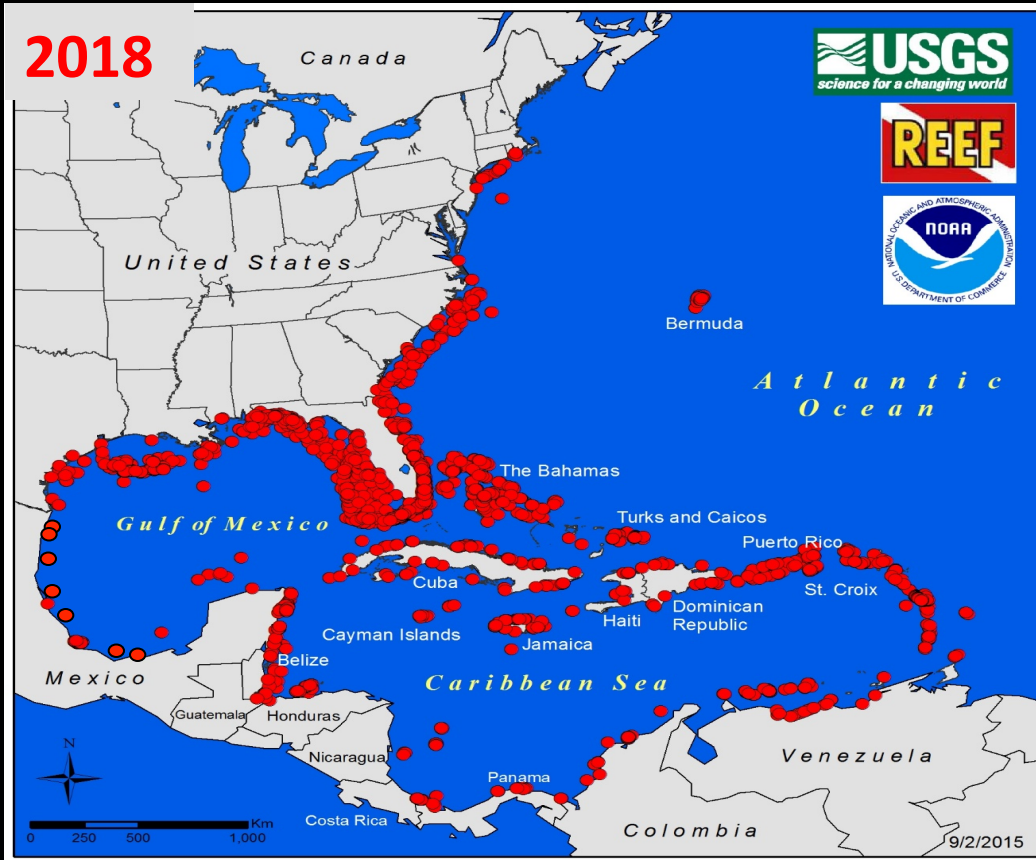 2018
Canada
USGS
science for a changing world
REEF
NATIONAL OCEANIC AND ATMOSPHERIC ADMINISTRATION
NOAA
U.S. DEPARTMENT OF COMMERCE
United States
Bermuda
Atlantic
Ocean
The Bahamas
Gulf of Mexico
Turks and Caicos
Puerto Rico
Cuba
St. Croix
Cayman Islands
Haiti
Dominican
Republic
Jamaica
Belize
Mexico
Caribbean Sea
Guatemala
Honduras
N
Nicaragua
Venezuela
Panama
Costa Rica
Km
0 250 500 1,000
Colombia
9/2/2015